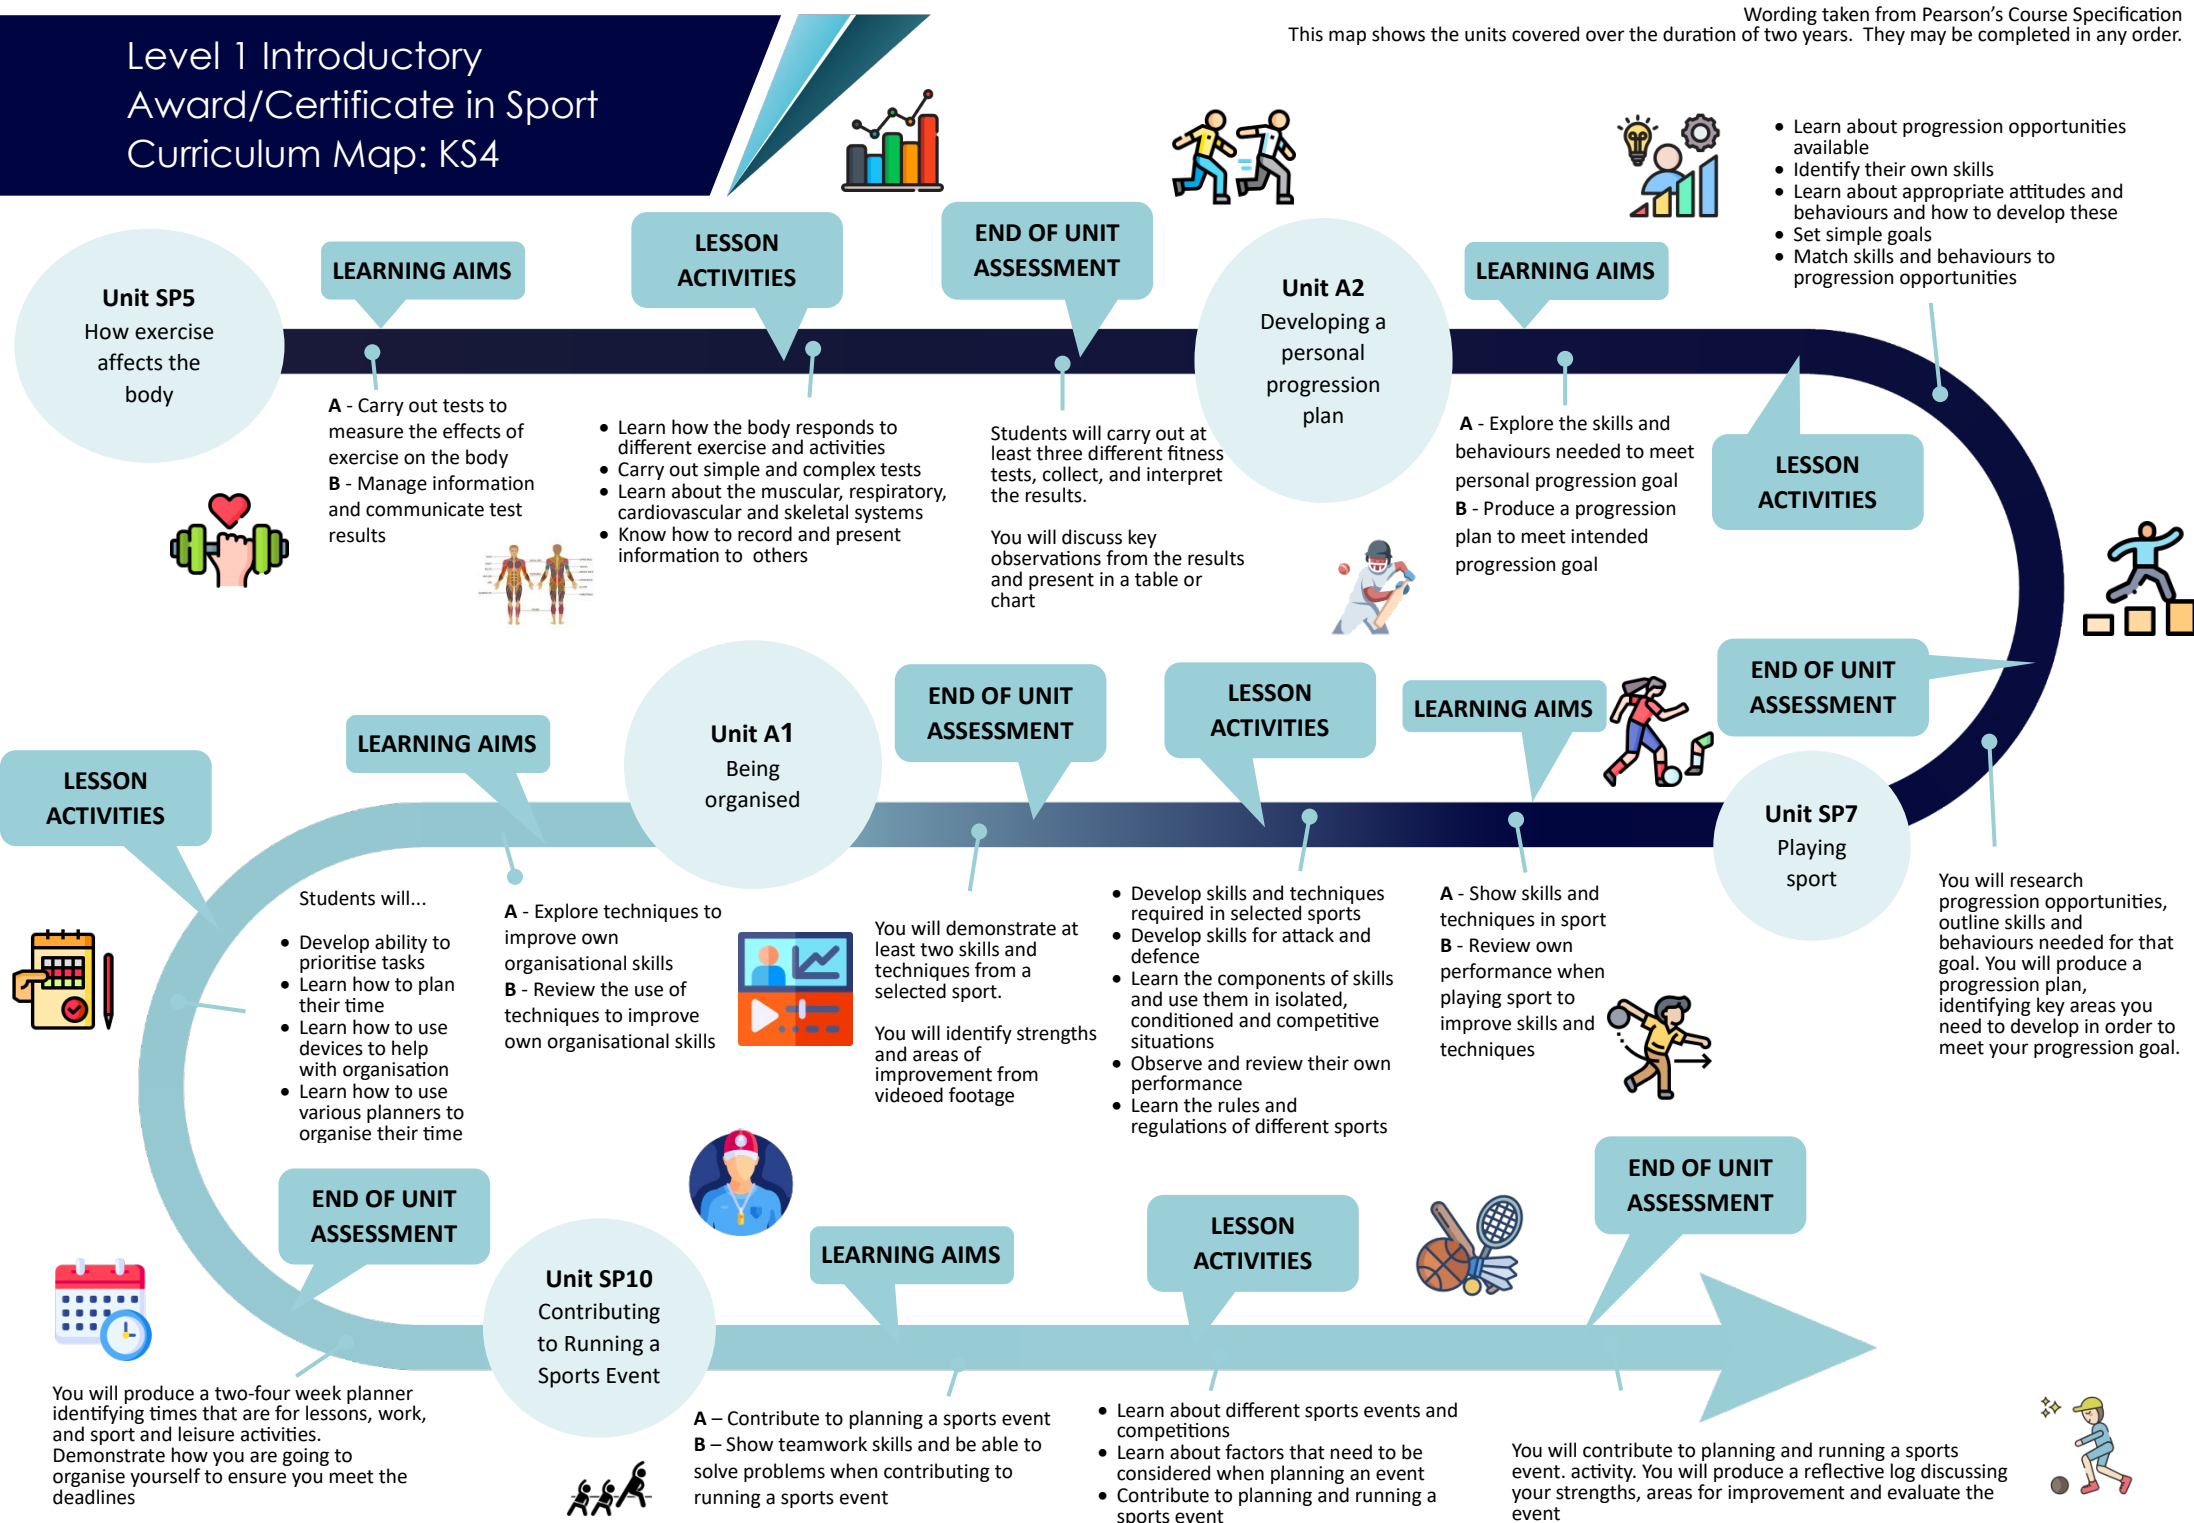 Wording taken from Pearson's Course Specification
This map shows the units covered over the duration of two years.  They may be completed in any order.
Level 1 Introductory
Award/Certificate in Sport
Curriculum Map: KS4
Unit SP5
How exercise
affects the
body
LEARNING AIMS
A - Carry out tests to
measure the effects of
exercise on the body
B - Manage information
and communicate test
results
LESSON
ACTIVITIES
• Learn how the body responds to
different exercise and activities
• Carry out simple and complex tests
• Learn about the muscular, respiratory,
cardiovascular and skeletal systems
• Know how to record and present
information to  others
END OF UNIT
ASSESSMENT
Students will carry out at
least three different fitness
tests, collect, and interpret
the results.
You will discuss key
observations from the results
and present in a table or
chart
Unit A2
Developing a
personal
progression
plan
LEARNING AIMS
A - Explore the skills and
behaviours needed to meet
personal progression goal
B - Produce a progression
plan to meet intended
progression goal
• Learn about progression opportunities
available
• Identify their own skills
• Learn about appropriate attitudes and
behaviours and how to develop these
• Set simple goals
• Match skills and behaviours to
progression opportunities
LESSON
ACTIVITIES
END OF UNIT
ASSESSMENT
You will research
progression opportunities,
outline skills and
behaviours needed for that
goal. You will produce a
progression plan,
identifying key areas you
need to develop in order to
meet your progression goal.
Unit SP7
Playing
sport
LEARNING AIMS
A - Show skills and
techniques in sport
B - Review own
performance when
playing sport to
improve skills and
techniques
LESSON
ACTIVITIES
• Develop skills and techniques
required in selected sports
• Develop skills for attack and
defence
• Learn the components of skills
and use them in isolated,
conditioned and competitive
situations
• Observe and review their own
performance
• Learn the rules and
regulations of different sports
END OF UNIT
ASSESSMENT
You will demonstrate at
least two skills and
techniques from a
selected sport.
You will identify strengths
and areas of
improvement from
videoed footage
Unit A1
Being
organised
LEARNING AIMS
A - Explore techniques to
improve own
organisational skills
B - Review the use of
techniques to improve
own organisational skills
LESSON
ACTIVITIES
Students will...
• Develop ability to
prioritise tasks
• Learn how to plan
their time
• Learn how to use
devices to help
with organisation
• Learn how to use
various planners to
organise their time
END OF UNIT
ASSESSMENT
You will produce a two-four week planner
identifying times that are for lessons, work,
and sport and leisure activities.
Demonstrate how you are going to
organise yourself to ensure you meet the
deadlines
Unit SP10
Contributing
to Running a
Sports Event
LEARNING AIMS
A – Contribute to planning a sports event
B – Show teamwork skills and be able to
solve problems when contributing to
running a sports event
LESSON
ACTIVITIES
• Learn about different sports events and
competitions
• Learn about factors that need to be
considered when planning an event
• Contribute to planning and running a
sports event
END OF UNIT
ASSESSMENT
You will contribute to planning and running a sports
event. activity. You will produce a reflective log discussing
your strengths, areas for improvement and evaluate the
event